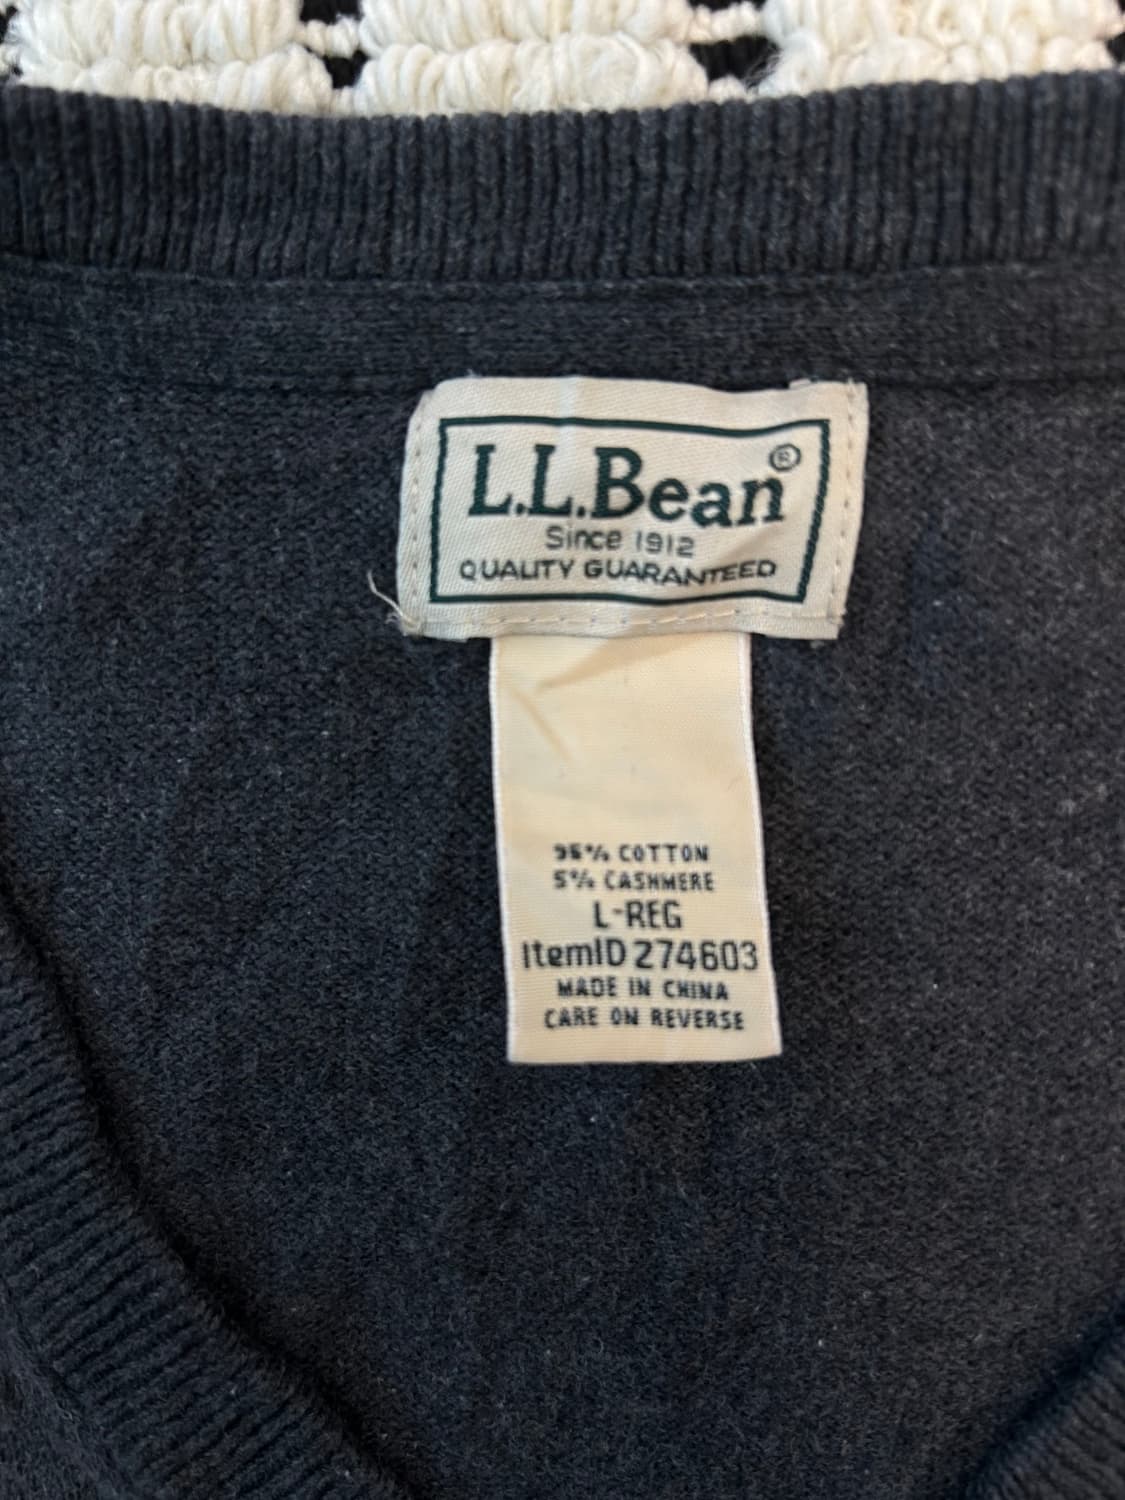 L.L.Bean®
Since 1912
QUALITY GUARANTEED
95% COTTON
5% CASHMERE
L-REG
ItemID 274603
MADE IN CHINA
CARE ON REVERSE